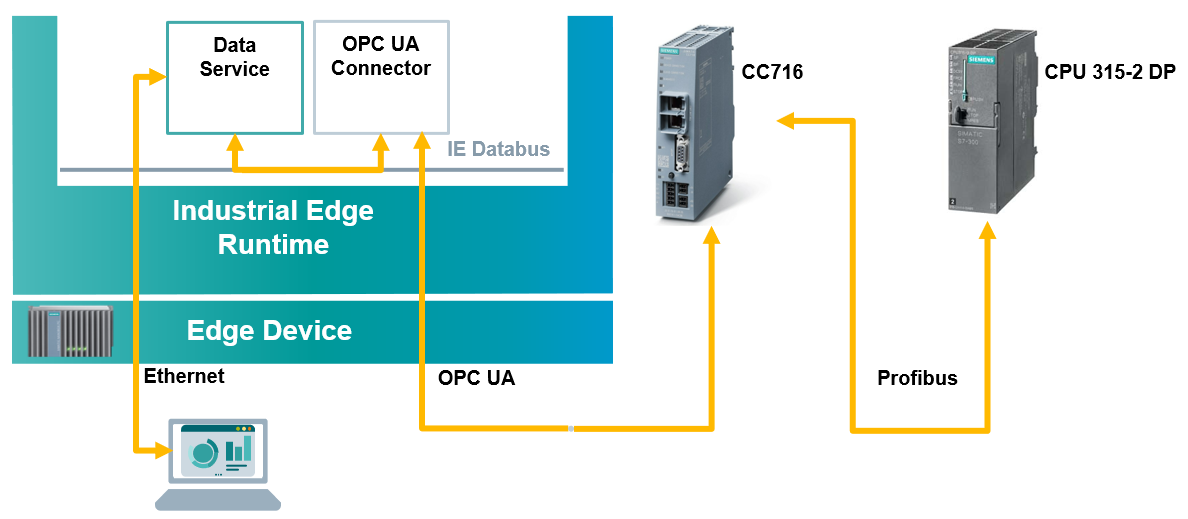 Data
Service
OPC UA
Connector
IE Databus
Industrial Edge
Runtime
Edge Device
Ethernet
OPC UA
SIEMENS
CC716
SIEMENS
SIMATIC
S7-300
CPU 315-2 DP
Profibus